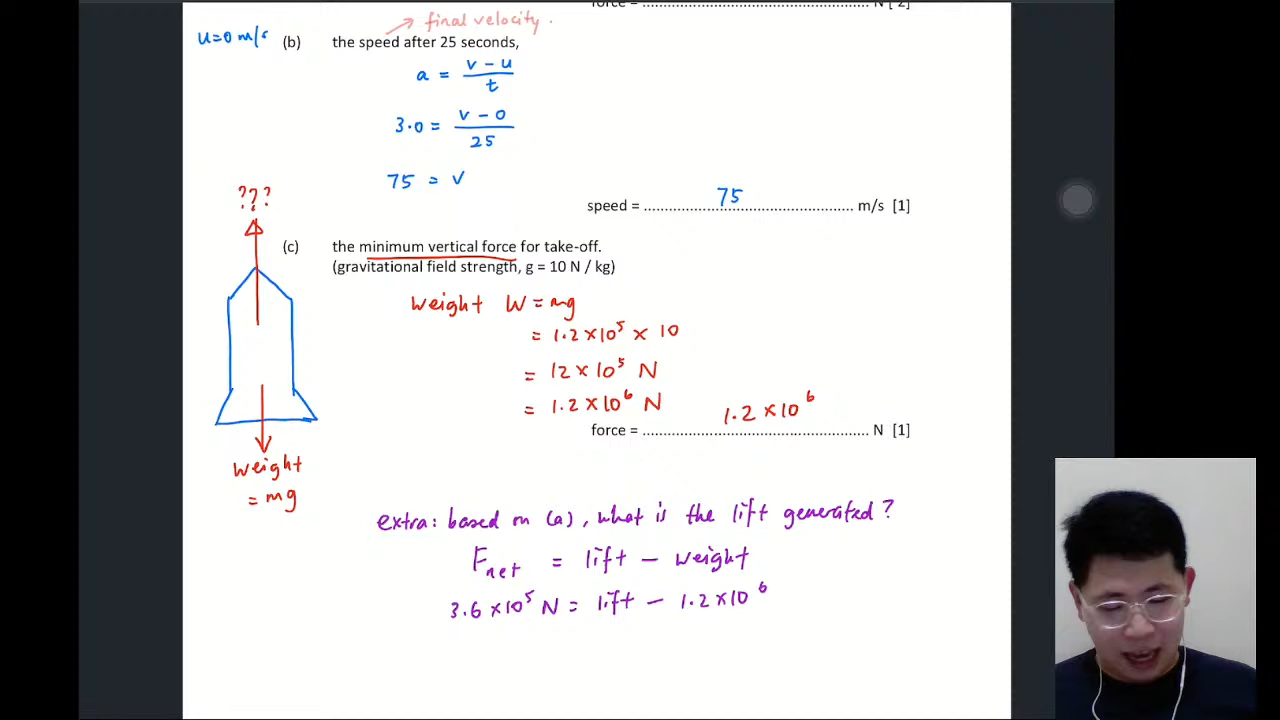 force = ................................................ N [ 2]
final velocity.
u=0 m/s (b) the speed after 25 seconds,
a = v - u / t
3.0 = v - 0 / 25
75 = v
speed = .......... 75 .......... m/s [1]
???
(c) the minimum vertical force for take-off.
(gravitational field strength, g = 10 N / kg)
Weight W = mg
= 1.2 x 10⁵ x 10
= 12 x 10⁵ N
= 1.2 x 10⁶ N
force = .......... 1.2 x 10⁶ .......... N [1]
Weight
= mg
extra: based on (a), what is the lift generated?
Fnet = lift - weight
3.6 x 10⁵ N = lift - 1.2 x 10⁶